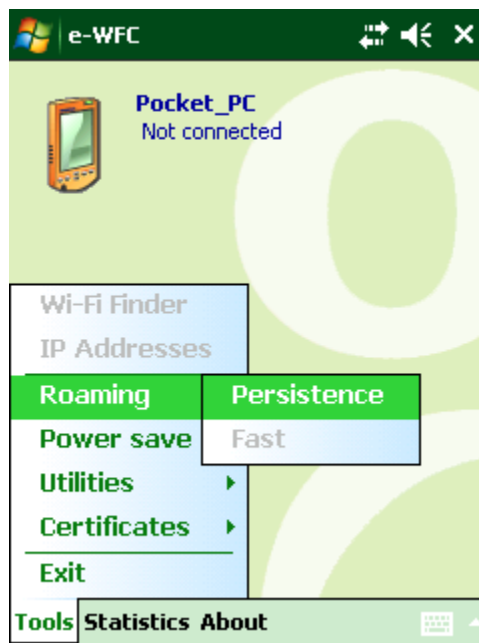 e-WFC
Pocket_PC
Not connected
Wi-Fi Finder
IP Addresses
Roaming
Persistence
Power save
Fast
Utilities
Certificates
Exit
Tools Statistics About